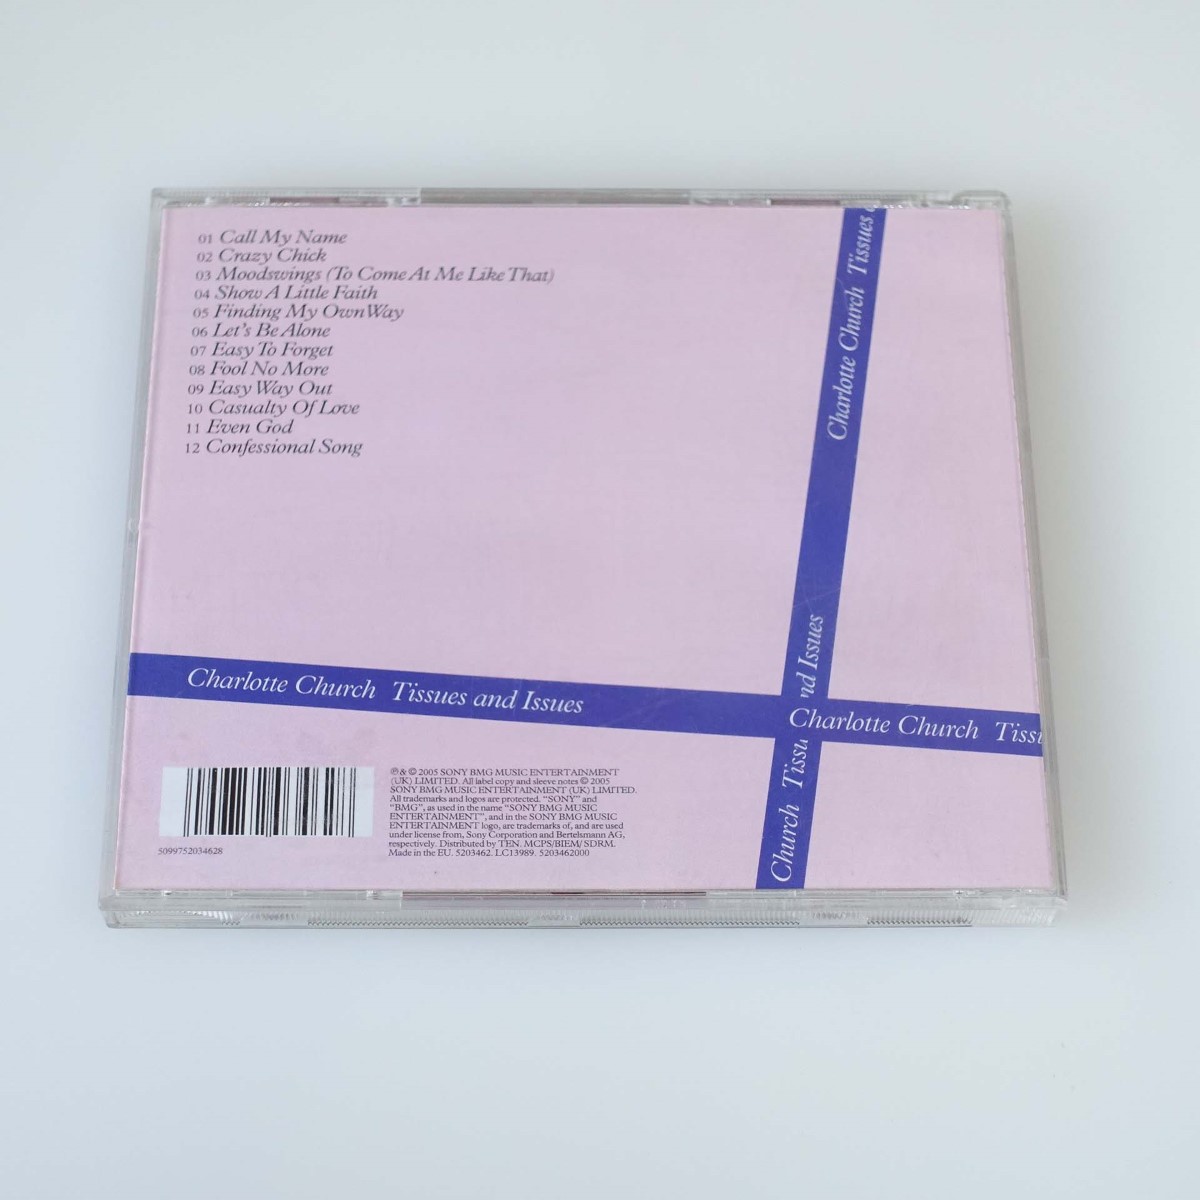 01 Call My Name
02 Crazy Chick
03 Moodswings (To Come At Me Like That)
04 Show A Little Faith
05 Finding My Own Way
06 Let's Be Alone
07 Easy To Forget
08 Fool No More
09 Easy Way Out
10 Casualty Of Love
11 Even God
12 Confessional Song
Charlotte Church Tissues
nd Issues
Church Tissu
Charlotte Church Tissues and Issues
Charlotte Church Tissu
℗ & © 2005 SONY BMG MUSIC ENTERTAINMENT
(UK) LIMITED. All label copy and sleeve notes © 2005
SONY BMG MUSIC ENTERTAINMENT (UK) LIMITED.
All trademarks and logos are protected. "SONY" and
"BMG", as used in the name "SONY BMG MUSIC
ENTERTAINMENT", and in the SONY BMG MUSIC
ENTERTAINMENT logo, are trademarks of, and are used
under license from, Sony Corporation and Bertelsmann AG,
respectively. Distributed by TEN. MCPS/BIEM/ SDRM.
Made in the EU. 5203462. LC13989. 5203462000
5099752034628